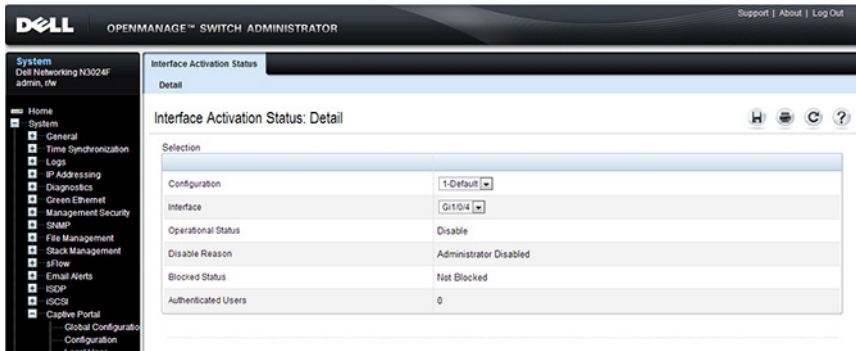 DELL OPENMANAGE™ SWITCH ADMINISTRATOR
Support | About | Log Out
System
Dell Networking N3024F
admin, r/w
Home
System
General
Time Synchronization
Logs
IP Addressing
Diagnostics
Green Ethernet
Management Security
SNMP
File Management
Stack Management
sFlow
Email Alerts
ISDP
iSCSI
Captive Portal
Global Configuratio
Configuration
Interface Activation Status
Detail
Interface Activation Status: Detail
Selection
Configuration 1-Default
Interface Gi1/0/4
Operational Status Disable
Disable Reason Administrator Disabled
Blocked Status Not Blocked
Authenticated Users 0